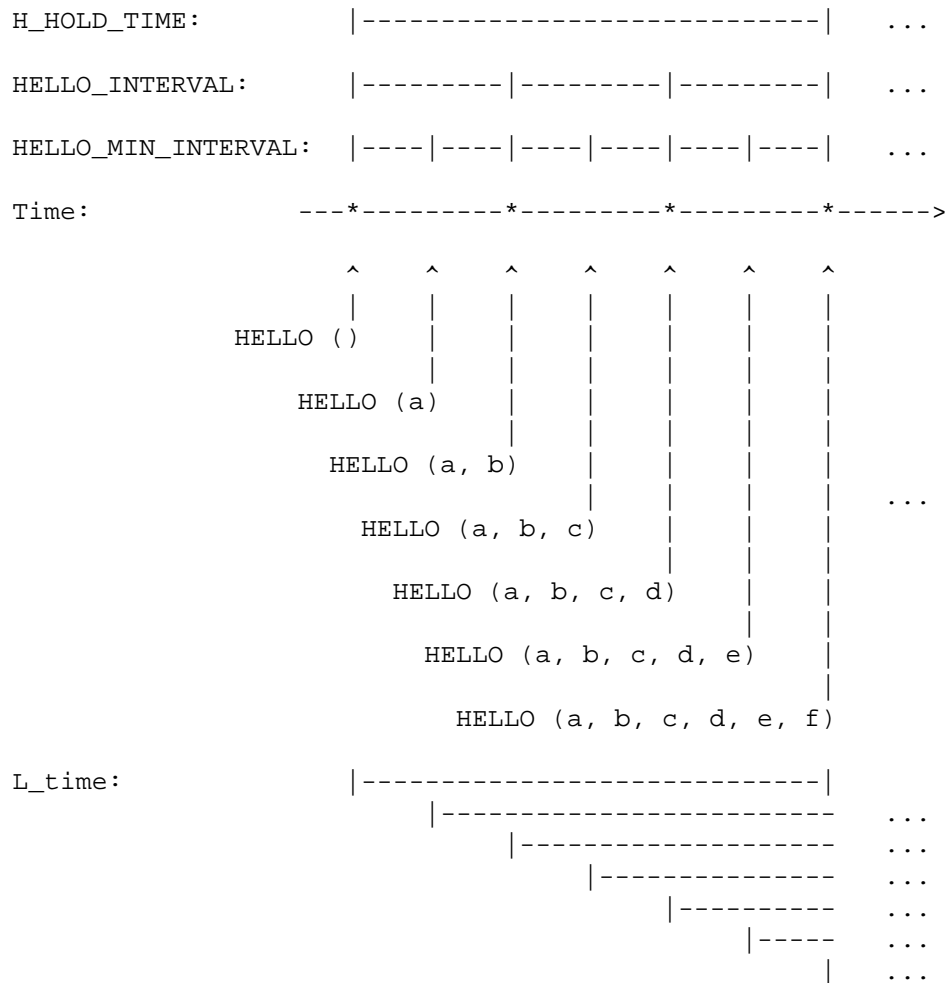 H_HOLD_TIME:          |-----------------------------|    ...
HELLO_INTERVAL:       |---------|---------|---------|    ...
HELLO_MIN_INTERVAL:   |----|----|----|----|----|----|    ...
Time:              ---*---------*---------*---------*------>
                      ^    ^    ^    ^    ^    ^    ^
                      |    |    |    |    |    |    |
               HELLO ()    |    |    |    |    |    |
                           |    |    |    |    |    |
                   HELLO (a)    |    |    |    |    |
                                |    |    |    |    |
                     HELLO (a, b)    |    |    |    |
                                     |    |    |    |    ...
                       HELLO (a, b, c)    |    |    |
                                          |    |    |
                         HELLO (a, b, c, d)    |    |
                                               |    |
                           HELLO (a, b, c, d, e)    |
                                                    |
                             HELLO (a, b, c, d, e, f)
L_time:               |-----------------------------|
                           |-------------------------    ...
                                |--------------------    ...
                                     |---------------    ...
                                          |----------    ...
                                               |-----    ...
                                                    |    ...